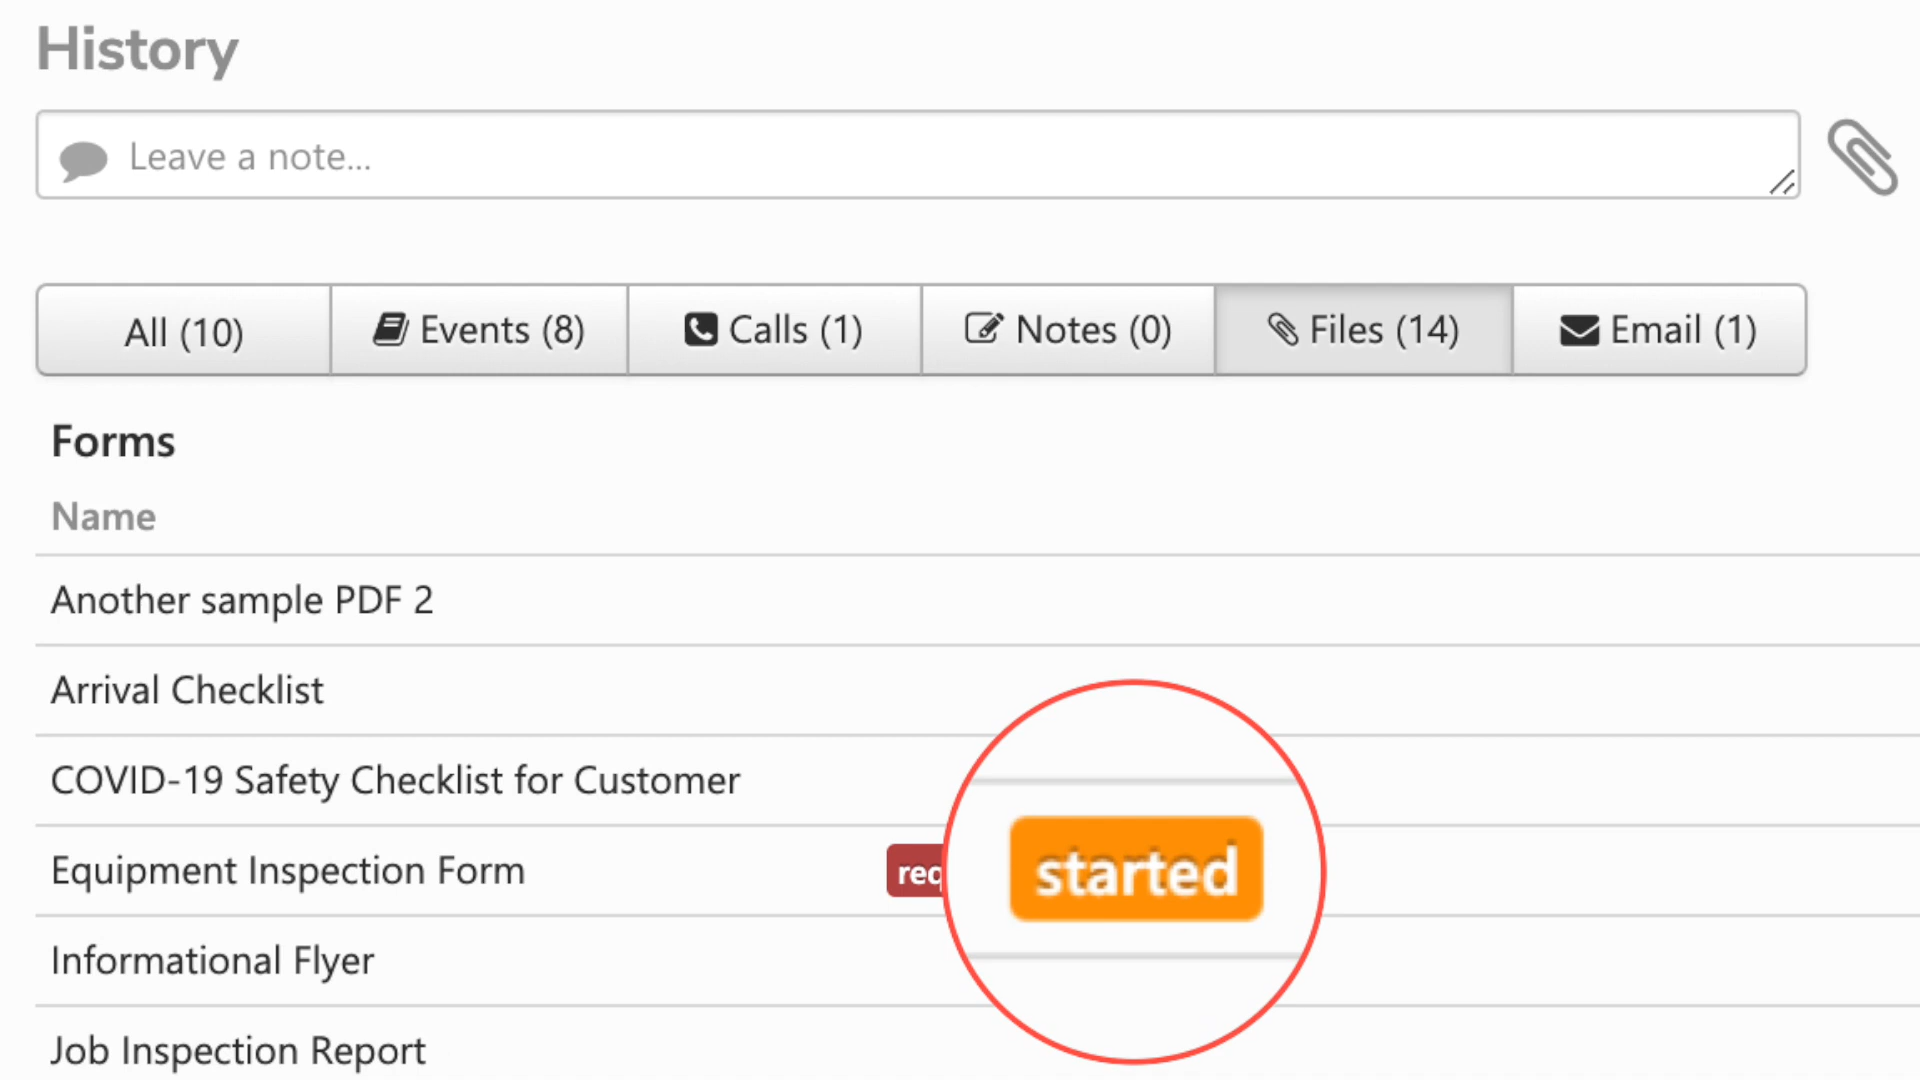 History
Leave a note...
All (10) Events (8) Calls (1) Notes (0) Files (14) Email (1)
Forms
Name
Another sample PDF 2
Arrival Checklist
COVID-19 Safety Checklist for Customer
Equipment Inspection Form started
Informational Flyer
Job Inspection Report